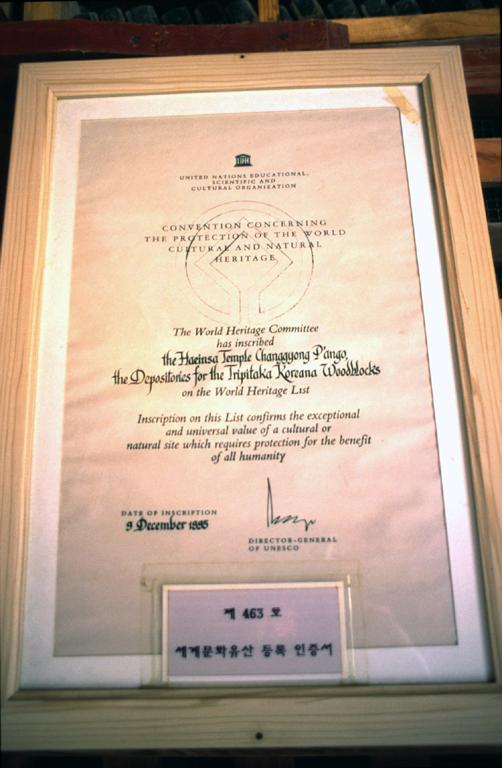 UNITED NATIONS EDUCATIONAL,
SCIENTIFIC AND
CULTURAL ORGANIZATION
CONVENTION CONCERNING
THE PROTECTION OF THE WORLD
CULTURAL AND NATURAL
HERITAGE
The World Heritage Committee
has inscribed
the Haeinsa Temple Changgyong P'ango,
the Depositories for the Tripitaka Koreana Woodblocks
on the World Heritage List
Inscription on this List confirms the exceptional
and universal value of a cultural or
natural site which requires protection for the benefit
of all humanity
DATE OF INSCRIPTION
9 December 1995
DIRECTOR-GENERAL
OF UNESCO
제 463 호
세계문화유산 등록 인증서